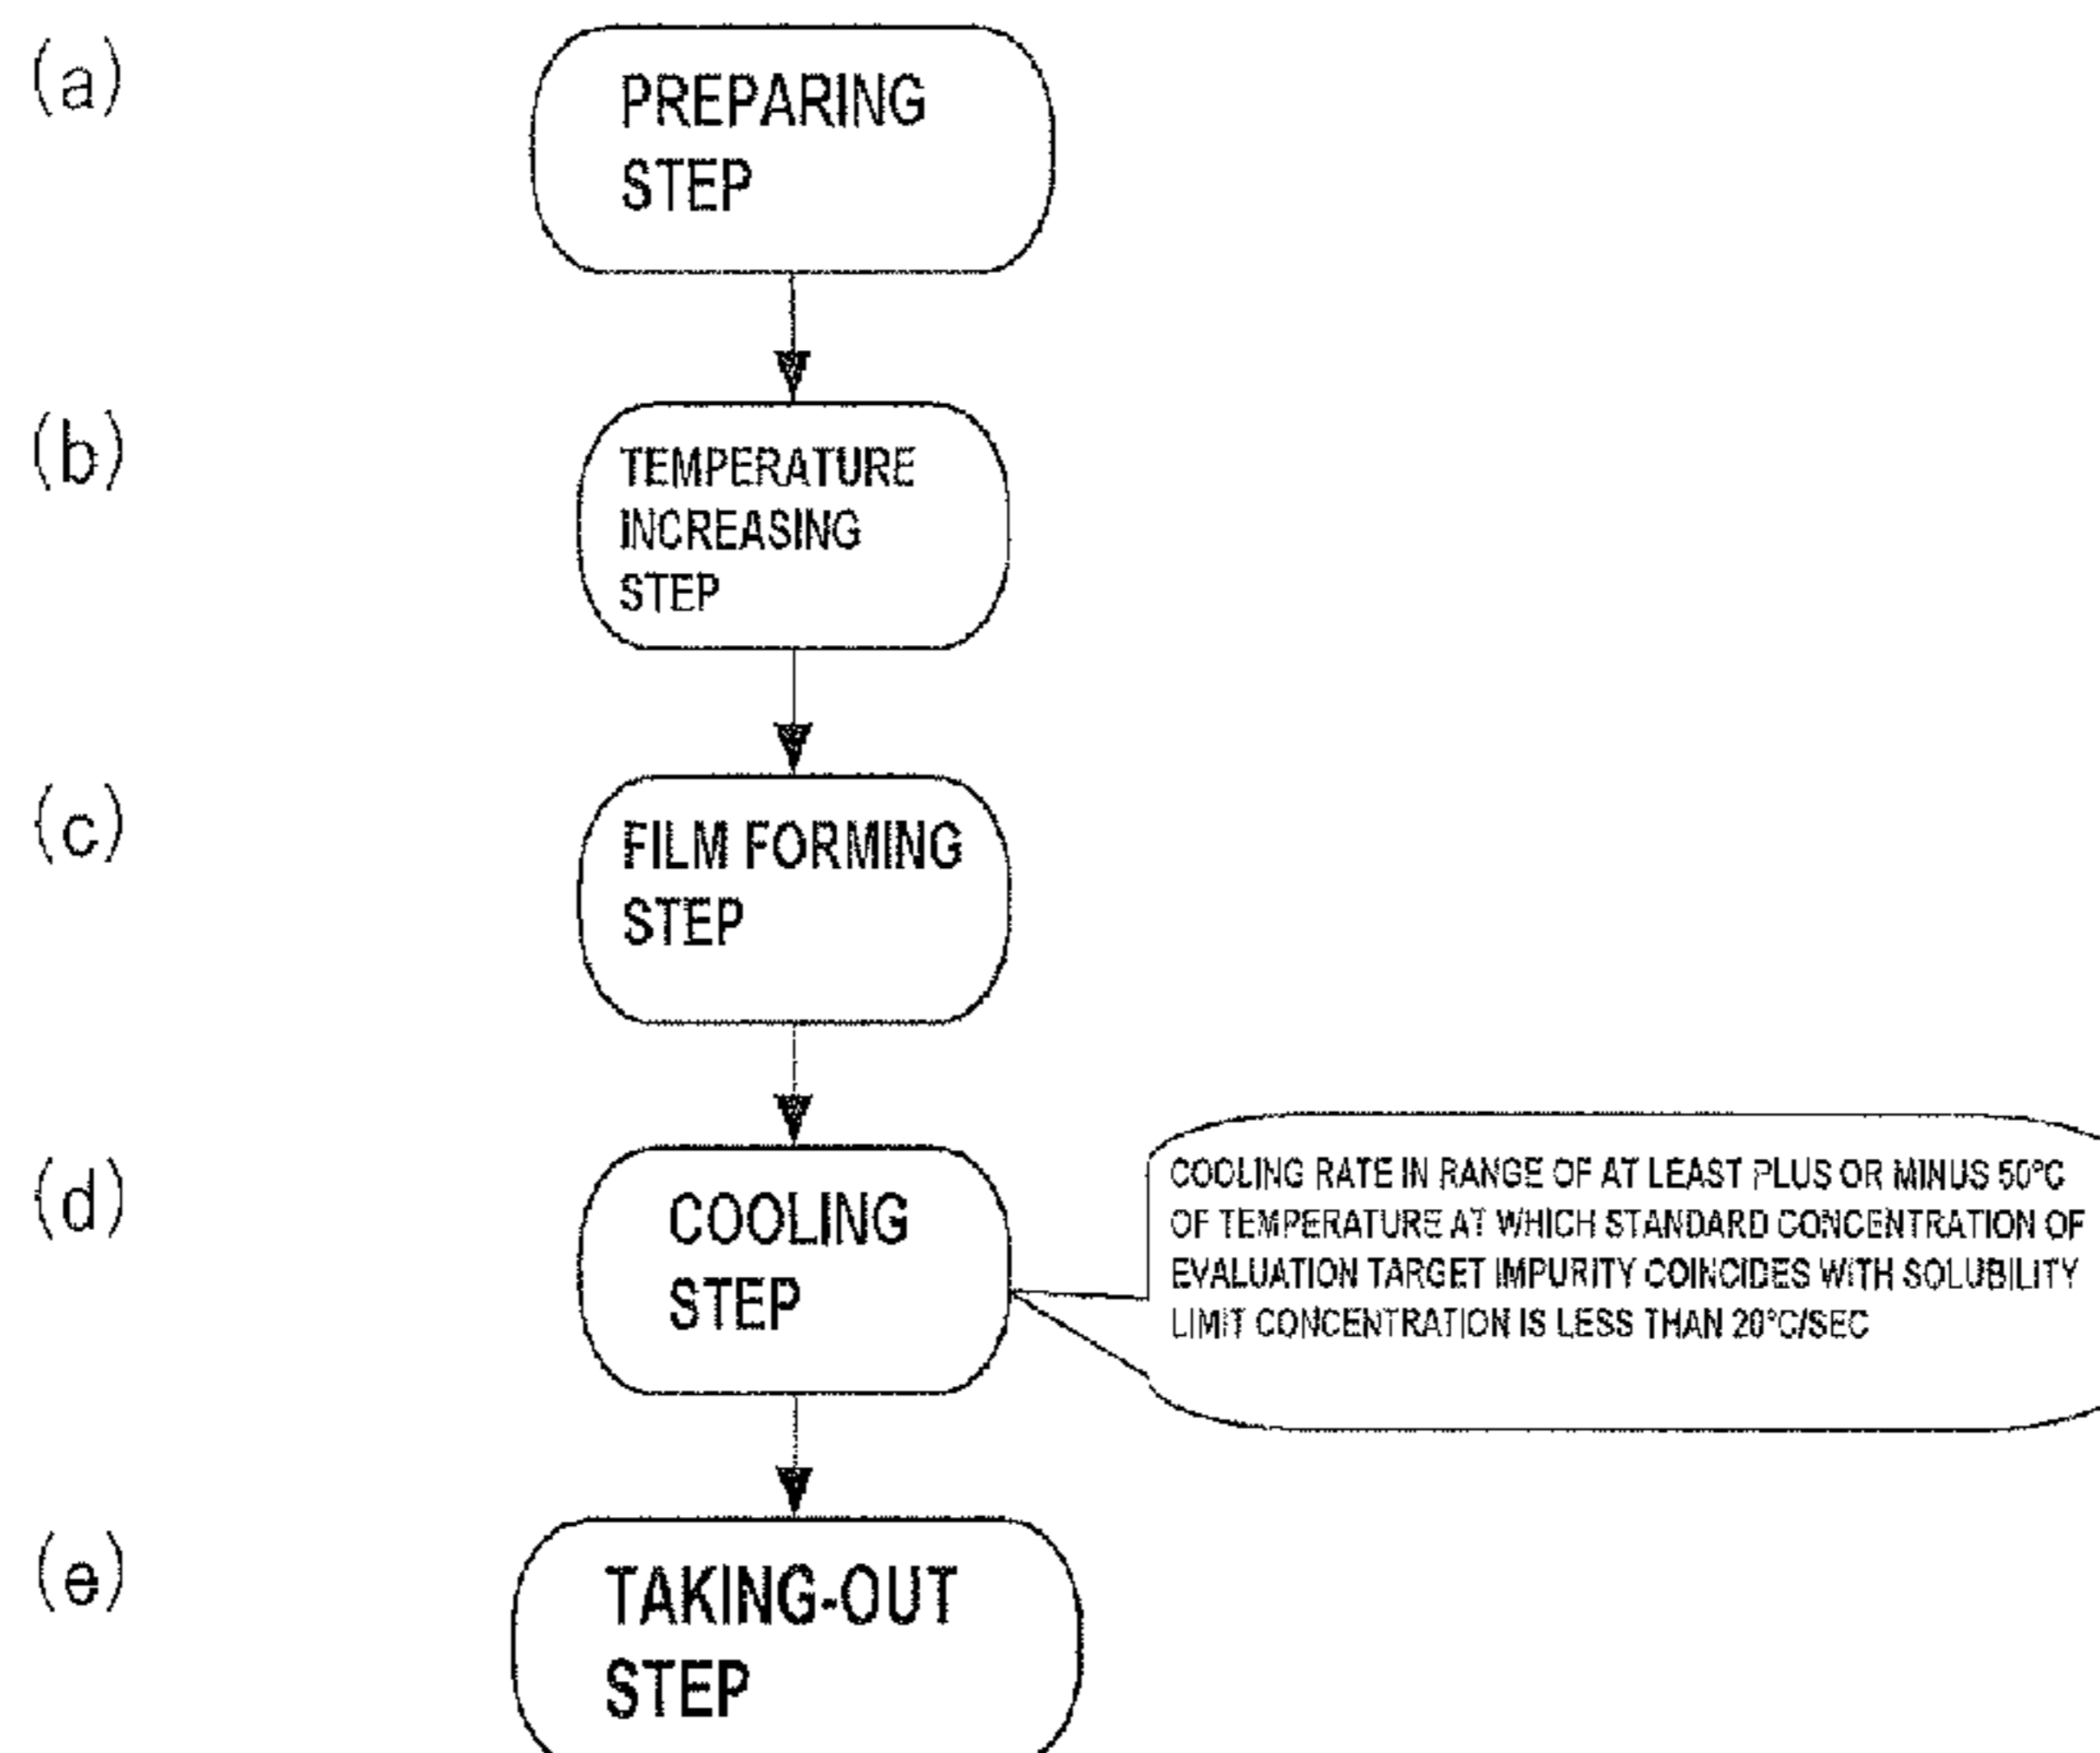 (a)
PREPARING
STEP
(b)
TEMPERATURE
INCREASING
STEP
(c)
FILM FORMING
STEP
(d)
COOLING
STEP
COOLING RATE IN RANGE OF AT LEAST PLUS OR MINUS 50°C
OF TEMPERATURE AT WHICH STANDARD CONCENTRATION OF
EVALUATION TARGET IMPURITY COINCIDES WITH SOLUBILITY
LIMIT CONCENTRATION IS LESS THAN 20°C/SEC
(e)
TAKING-OUT
STEP